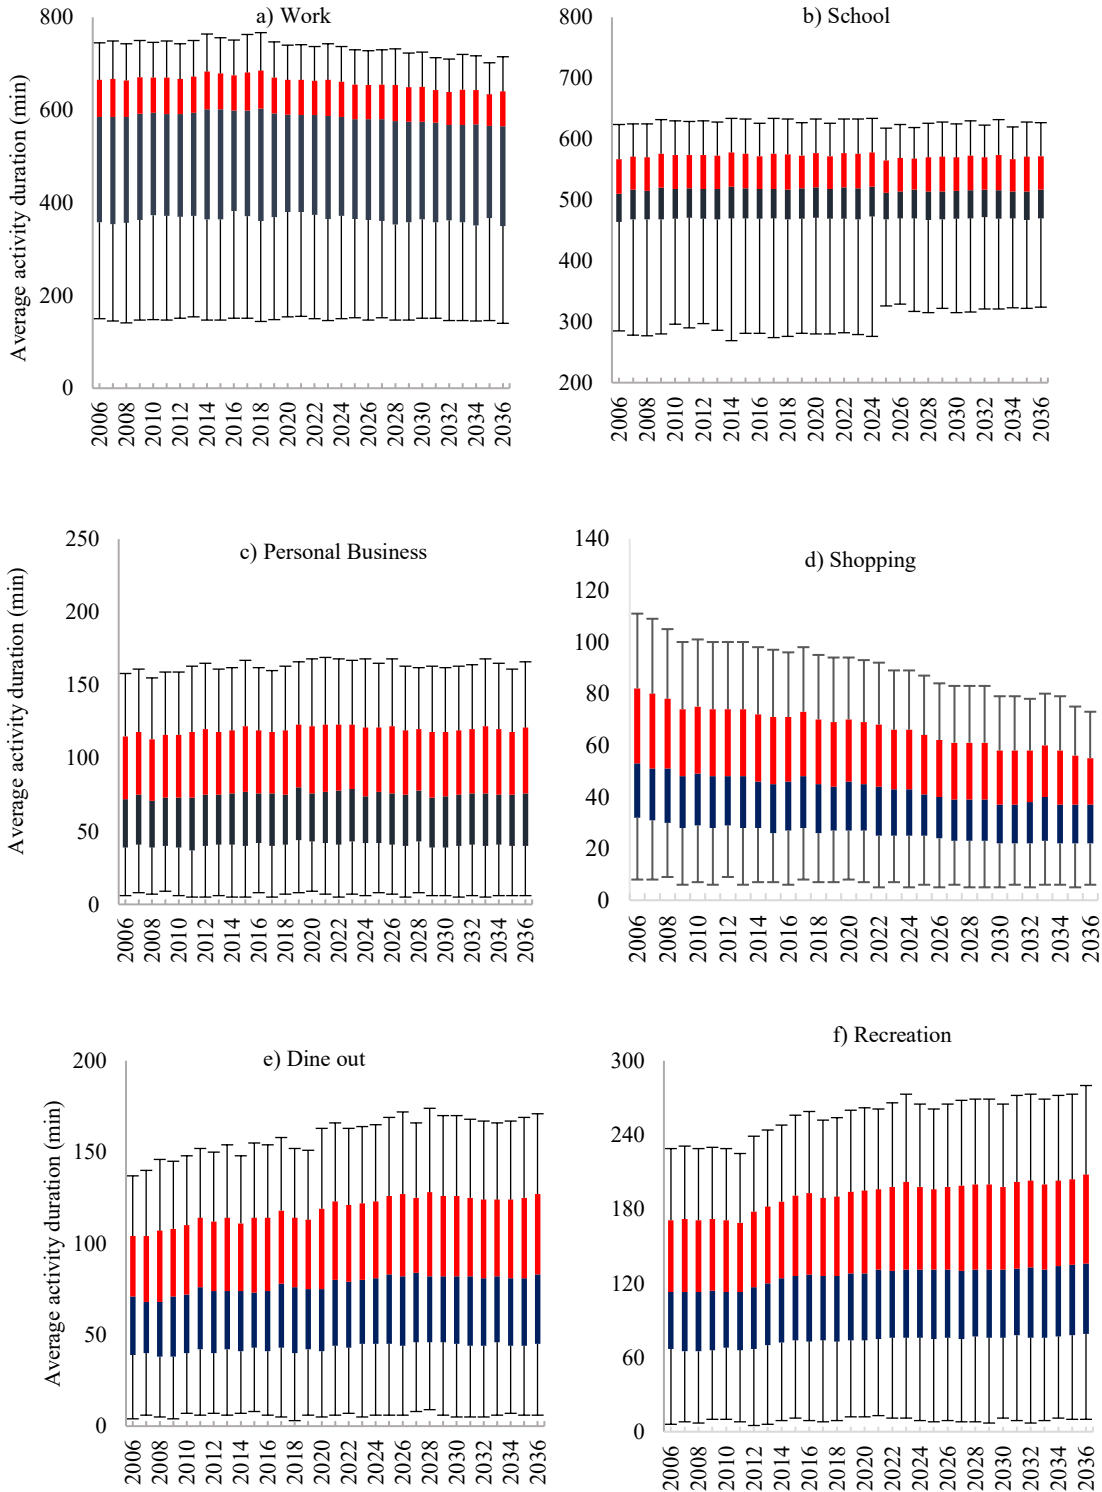 a) Work
Average activity duration (min)
800
600
400
200
0
2006 2008 2010 2012 2014 2016 2018 2020 2022 2024 2026 2028 2030 2032 2034 2036
b) School
800
700
600
500
400
300
200
2006 2008 2010 2012 2014 2016 2018 2020 2022 2024 2026 2028 2030 2032 2034 2036
c) Personal Business
Average activity duration (min)
250
200
150
100
50
0
2006 2008 2010 2012 2014 2016 2018 2020 2022 2024 2026 2028 2030 2032 2034 2036
d) Shopping
140
120
100
80
60
40
20
0
2006 2008 2010 2012 2014 2016 2018 2020 2022 2024 2026 2028 2030 2032 2034 2036
e) Dine out
Average activity duration (min)
200
150
100
50
0
2006 2008 2010 2012 2014 2016 2018 2020 2022 2024 2026 2028 2030 2032 2034 2036
f) Recreation
300
240
180
120
60
0
2006 2008 2010 2012 2014 2016 2018 2020 2022 2024 2026 2028 2030 2032 2034 2036